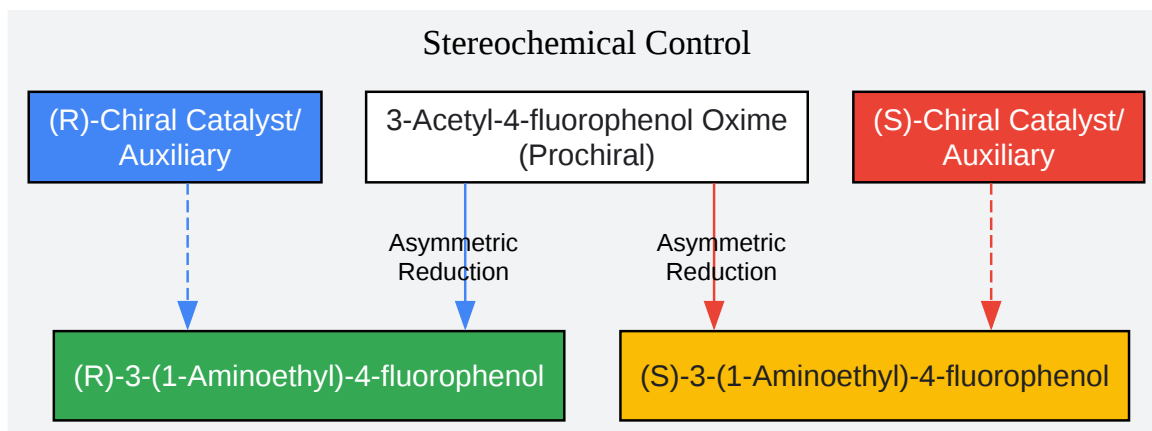 Stereochemical Control
(R)-Chiral Catalyst/
Auxiliary
3-Acetyl-4-fluorophenol Oxime
(Prochiral)
(S)-Chiral Catalyst/
Auxiliary
Asymmetric
Reduction
Asymmetric
Reduction
(R)-3-(1-Aminoethyl)-4-fluorophenol
(S)-3-(1-Aminoethyl)-4-fluorophenol